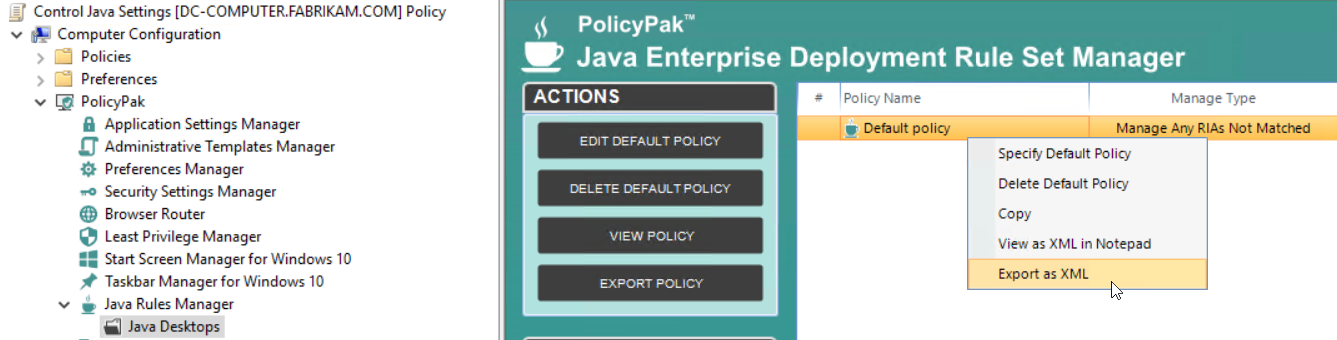 Control Java Settings [DC-COMPUTER.FABRIKAM.COM] Policy
Computer Configuration
Policies
Preferences
PolicyPak
Application Settings Manager
Administrative Templates Manager
Preferences Manager
Security Settings Manager
Browser Router
Least Privilege Manager
Start Screen Manager for Windows 10
Taskbar Manager for Windows 10
Java Rules Manager
Java Desktops
PolicyPak™
Java Enterprise Deployment Rule Set Manager
ACTIONS
EDIT DEFAULT POLICY
DELETE DEFAULT POLICY
VIEW POLICY
EXPORT POLICY
# Policy Name Manage Type
Default policy Manage Any RIAs Not Matched
Specify Default Policy
Delete Default Policy
Copy
View as XML in Notepad
Export as XML